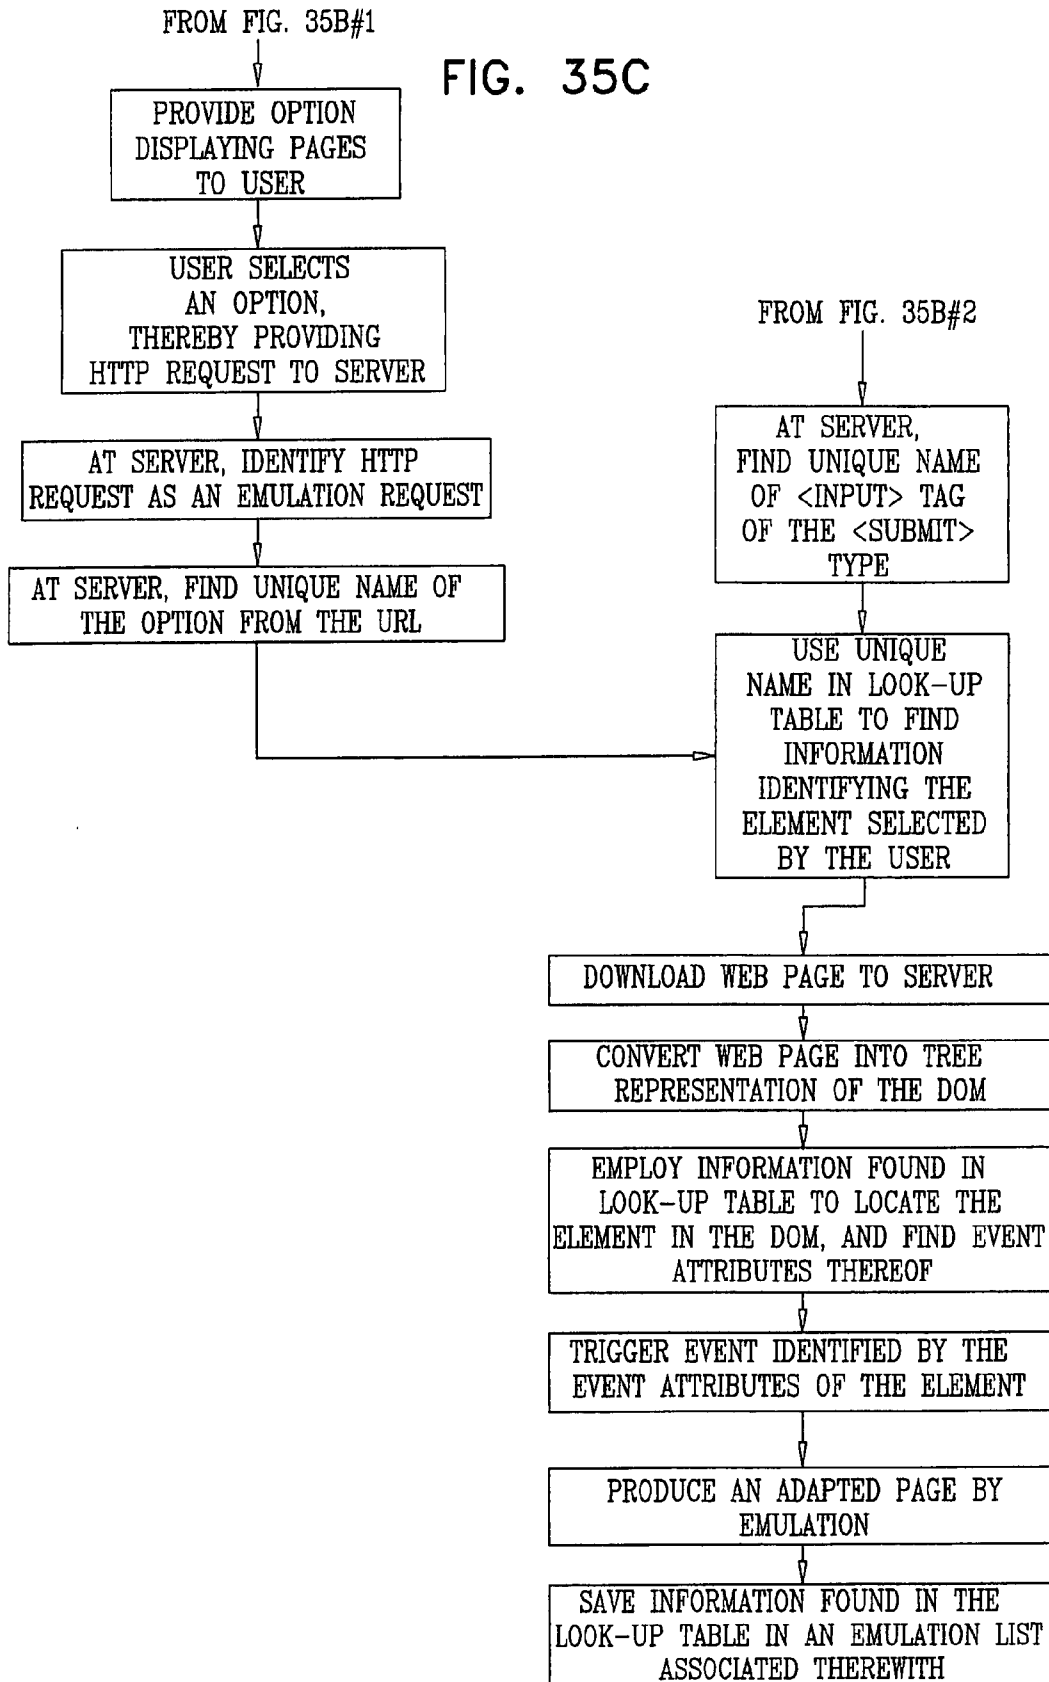 FROM FIG. 35B#1
FIG. 35C
PROVIDE OPTION
DISPLAYING PAGES
TO USER
USER SELECTS
AN OPTION,
THEREBY PROVIDING
HTTP REQUEST TO SERVER
AT SERVER, IDENTIFY HTTP
REQUEST AS AN EMULATION REQUEST
AT SERVER, FIND UNIQUE NAME OF
THE OPTION FROM THE URL
FROM FIG. 35B#2
AT SERVER,
FIND UNIQUE NAME
OF <INPUT> TAG
OF THE <SUBMIT>
TYPE
USE UNIQUE
NAME IN LOOK-UP
TABLE TO FIND
INFORMATION
IDENTIFYING THE
ELEMENT SELECTED
BY THE USER
DOWNLOAD WEB PAGE TO SERVER
CONVERT WEB PAGE INTO TREE
REPRESENTATION OF THE DOM
EMPLOY INFORMATION FOUND IN
LOOK-UP TABLE TO LOCATE THE
ELEMENT IN THE DOM, AND FIND EVENT
ATTRIBUTES THEREOF
TRIGGER EVENT IDENTIFIED BY THE
EVENT ATTRIBUTES OF THE ELEMENT
PRODUCE AN ADAPTED PAGE BY
EMULATION
SAVE INFORMATION FOUND IN THE
LOOK-UP TABLE IN AN EMULATION LIST
ASSOCIATED THEREWITH